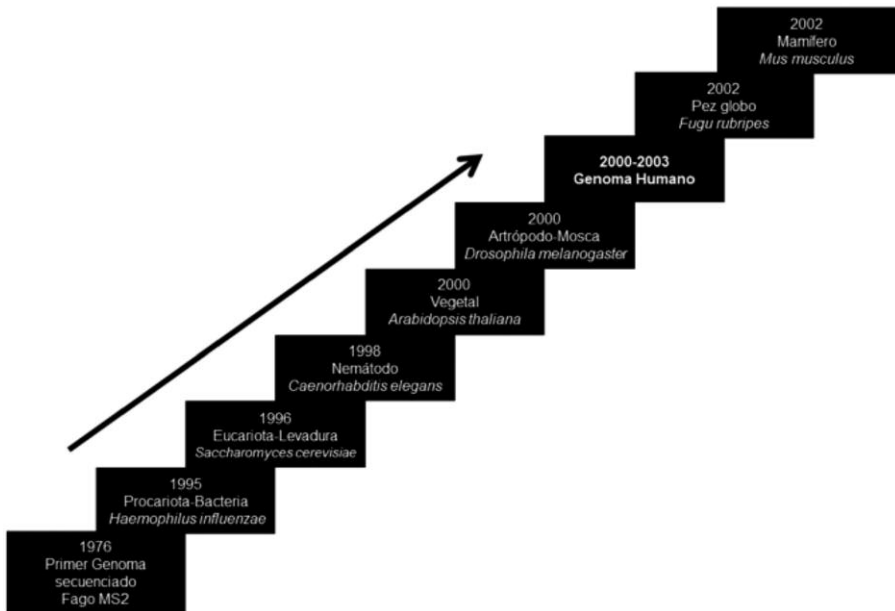 2002
Mamífero
Mus musculus
2002
Pez globo
Fugu rubripes
2000-2003
Genoma Humano
2000
Artrópodo-Mosca
Drosophila melanogaster
2000
Vegetal
Arabidopsis thaliana
1998
Nemátodo
Caenorhabditis elegans
1996
Eucariota-Levadura
Saccharomyces cerevisiae
1995
Procariota-Bacteria
Haemophilus influenzae
1976
Primer Genoma
secuenciado
Fago MS2